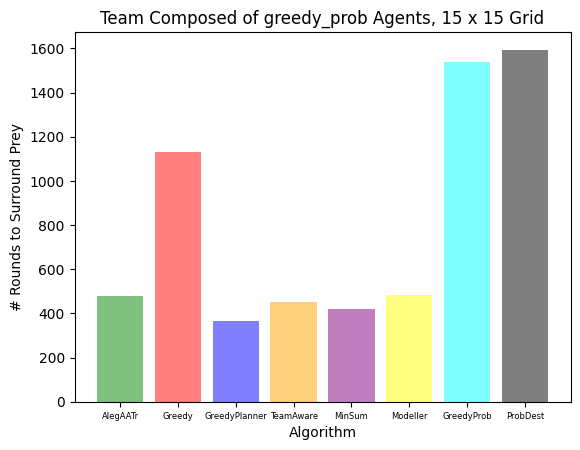 Team Composed of greedy_prob Agents, 15 x 15 Grid
# Rounds to Surround Prey
1600
1400
1200
1000
800
600
400
200
0
AlegAATr Greedy GreedyPlanner TeamAware MinSum Modeller GreedyProb ProbDest
Algorithm